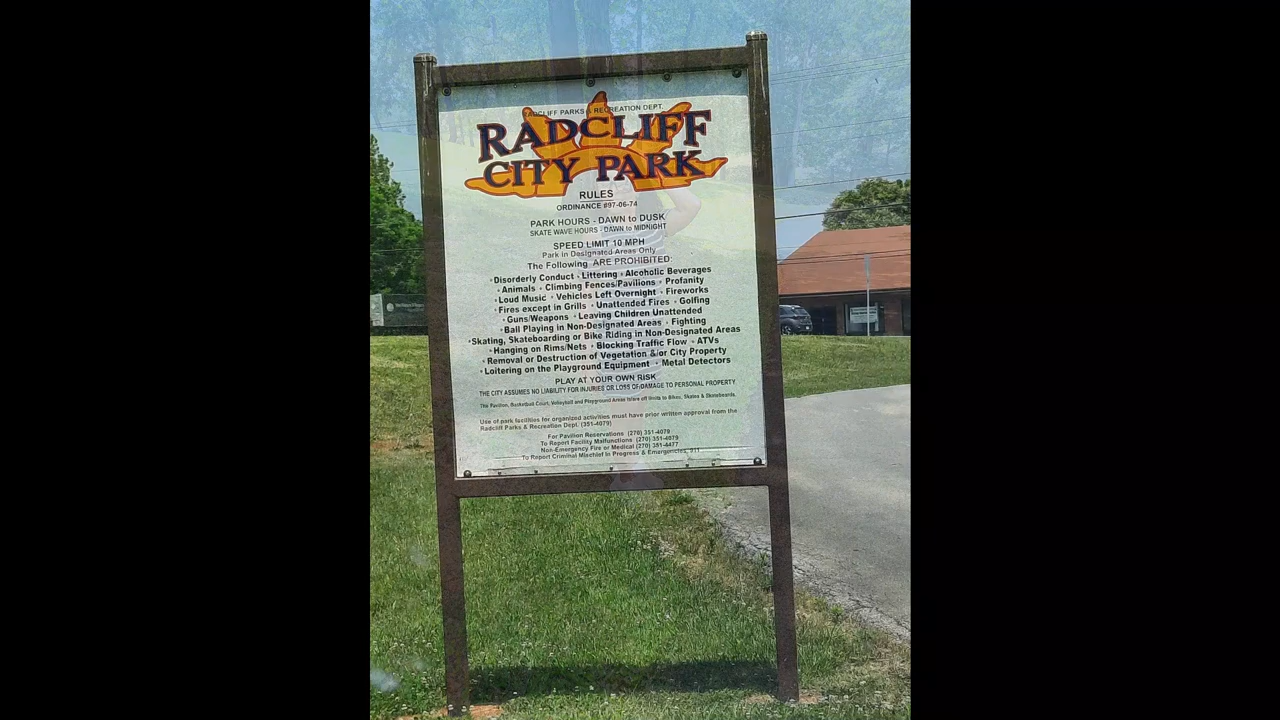 RADCLIFF PARKS & RECREATION DEPT.
RADCLIFF
CITY PARK
RULES
ORDINANCE #97-06-74
PARK HOURS - DAWN to DUSK
SKATE WAVE HOURS - DAWN to MIDNIGHT
SPEED LIMIT 10 MPH
Park In Designated Areas Only
The Following ARE PROHIBITED:
•Disorderly Conduct •Littering •Alcoholic Beverages
•Animals •Climbing Fences/Pavilions •Profanity
•Loud Music •Vehicles Left Overnight •Fireworks
•Fires except in Grills •Unattended Fires •Golfing
•Guns/Weapons •Leaving Children Unattended
•Ball Playing in Non-Designated Areas •Fighting
•Skating, Skateboarding or Bike Riding in Non-Designated Areas
•Hanging on Rims/Nets •Blocking Traffic Flow •ATVs
•Removal or Destruction of Vegetation &/or City Property
•Loitering on the Playground Equipment •Metal Detectors
PLAY AT YOUR OWN RISK
THE CITY ASSUMES NO LIABILITY FOR INJURIES OR LOSS OF/DAMAGE TO PERSONAL PROPERTY.
The Pavilion, Basketball Court, Volleyball and Playground Areas is/are off limits to Bikes, Skates & Skateboards.
Use of park facilities for organized activities must have prior written approval from the
Radcliff Parks & Recreation Dept. (351-4079)
For Pavilion Reservations (270) 351-4079
To Report Facility Malfunctions (270) 351-4079
Non-Emergency Fire or Medical (270) 351-4477
To Report Criminal Mischief in Progress & Emergencies, 911